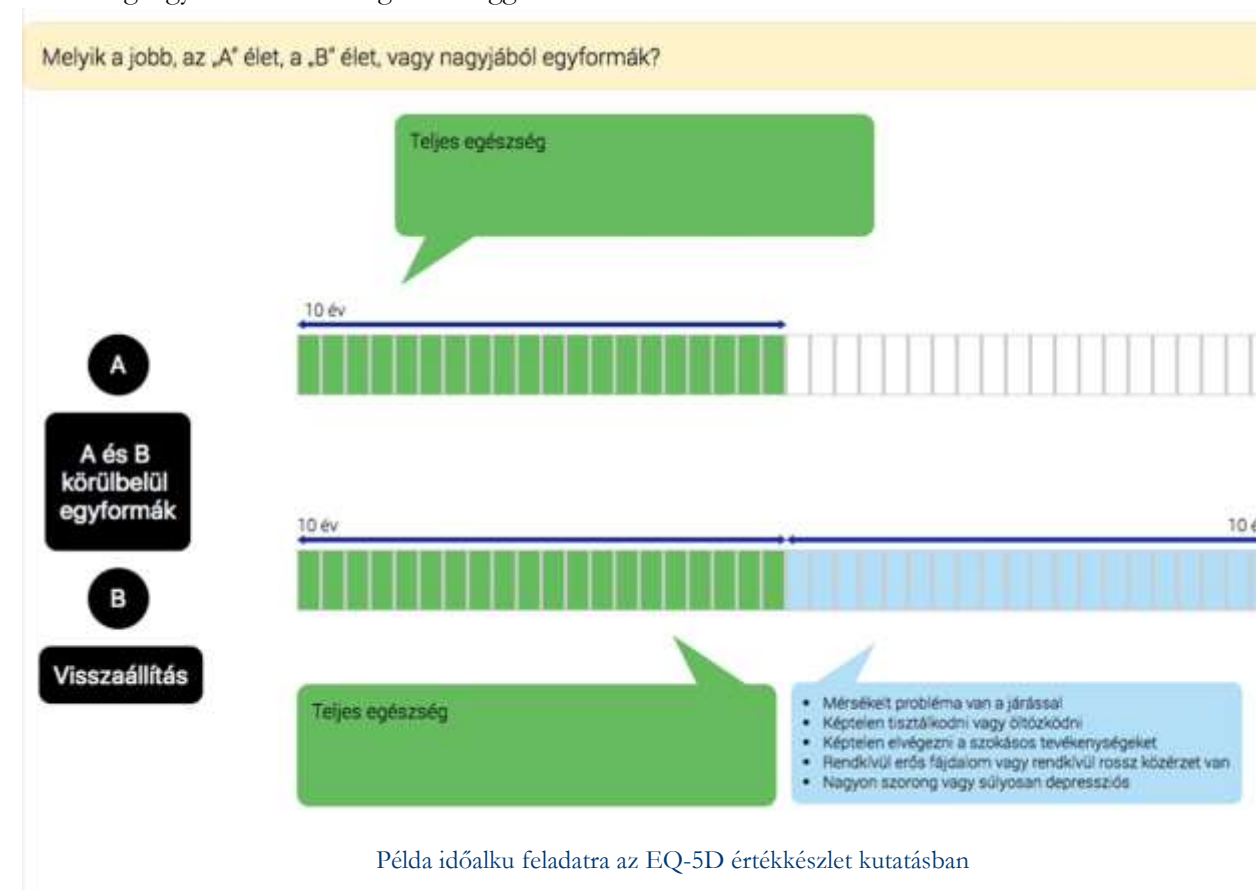 Melyik a jobb, az „A" élet, a „B" élet, vagy nagyjából egyformák?
Teljes egészség
10 év
A
A és B
körülbelül
egyformák
10 év
10 é
B
Visszaállítás
Teljes egészség
• Mérsékelt probléma van a járással
• Képtelen tisztálkodni vagy öltözködni
• Képtelen elvégezni a szokásos tevékenységeket
• Rendkívül erős fájdalom vagy rendkívül rossz közérzet van
• Nagyon szorong vagy súlyosan depressziós
Példa időalku feladatra az EQ-5D értékkészlet kutatásban